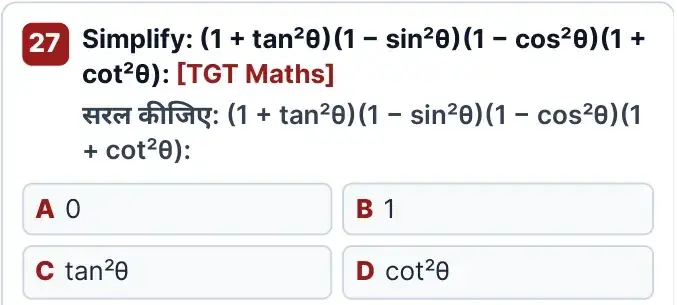 27 Simplify: (1 + tan²θ)(1 − sin²θ)(1 − cos²θ)(1 +
cot²θ): [TGT Maths]
सरल कीजिए: (1 + tan²θ)(1 − sin²θ)(1 − cos²θ)(1
+ cot²θ):
A 0
B 1
C tan²θ
D cot²θ